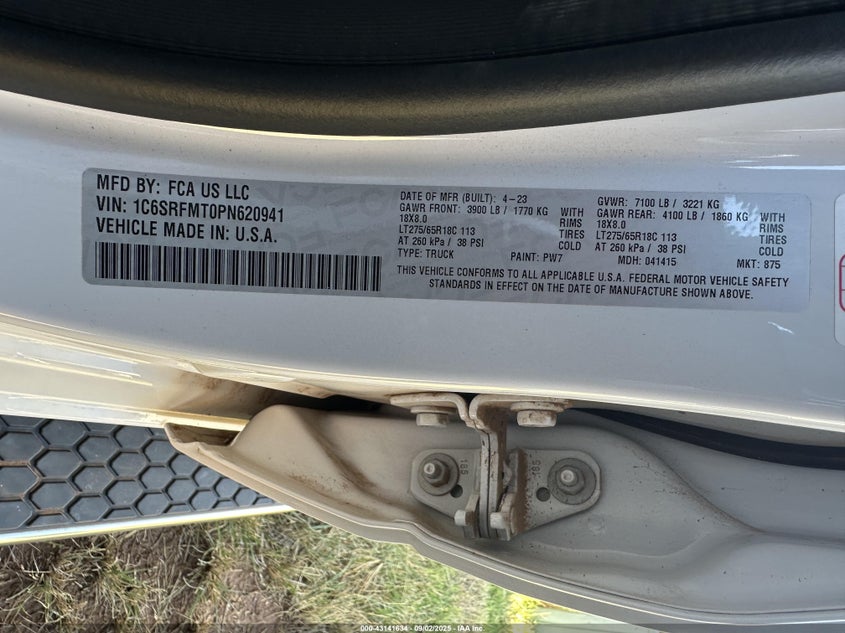 MFD BY: FCA US LLC
VIN: 1C6SRFMT0PN620941
VEHICLE MADE IN: U.S.A.
DATE OF MFR (BUILT): 4-23
GAWR FRONT: 3900 LB / 1770 KG WITH
18X8.0 RIMS
LT275/65R18C 113 TIRES
AT 260 kPa / 38 PSI COLD
TYPE: TRUCK PAINT: PW7
GVWR: 7100 LB / 3221 KG
GAWR REAR: 4100 LB / 1860 KG WITH
18X8.0 RIMS
LT275/65R18C 113 TIRES
AT 260 kPa / 38 PSI COLD
MDH: 041415 MKT: 875
THIS VEHICLE CONFORMS TO ALL APPLICABLE U.S.A. FEDERAL MOTOR VEHICLE SAFETY
STANDARDS IN EFFECT ON THE DATE OF MANUFACTURE SHOWN ABOVE.
185
185
000-43141634 - 09/02/2025 - IAA Inc.